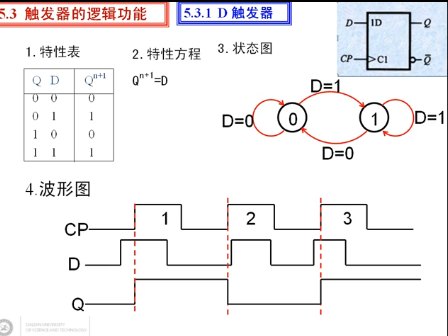 5.3 触发器的逻辑功能
5.3.1 D 触发器
1.特性表
2.特性方程
3.状态图
Q D Q^n+1
0 0 0
0 1 1
1 0 0
1 1 1
Q^n+1=D
D 1D Q
CP C1 Q̅
D=1
D=0 0 1 D=1
D=0
4.波形图
CP 1 2 3
D
Q